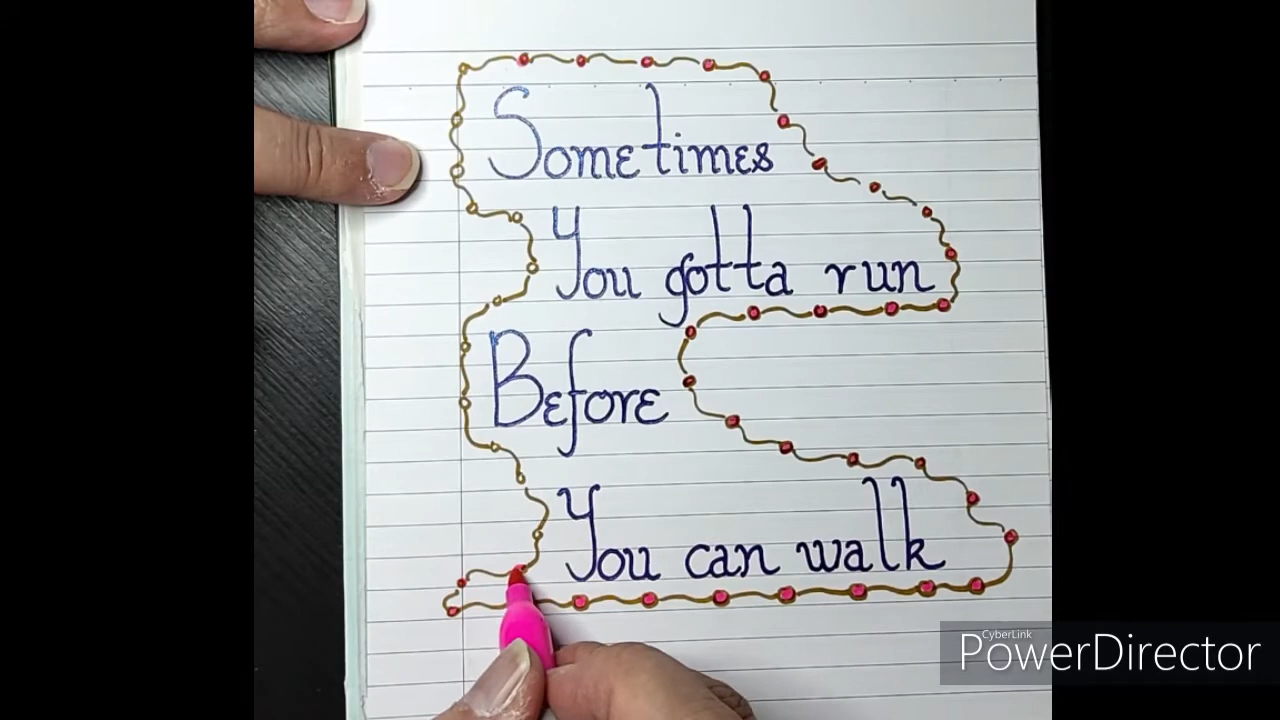 Sometimes
You gotta run
Before
You can walk
CyberLink
PowerDirector